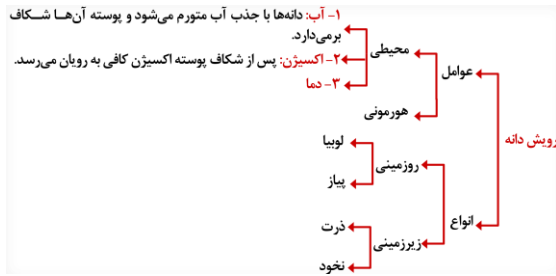 ۱- آب: دانه‌ها با جذب آب متورم می‌شود و پوسته آن‌هـا شـکاف
برمی‌دارد.
محیطی
۲- اکسیژن: پس از شکاف پوسته اکسیژن کافی به رویان می‌رسد.
عوامل
۳- دما
هورمونی
رویش دانه
لوبیا
روزمینی
پیاز
انواع
ذرت
زیرزمینی
نخود